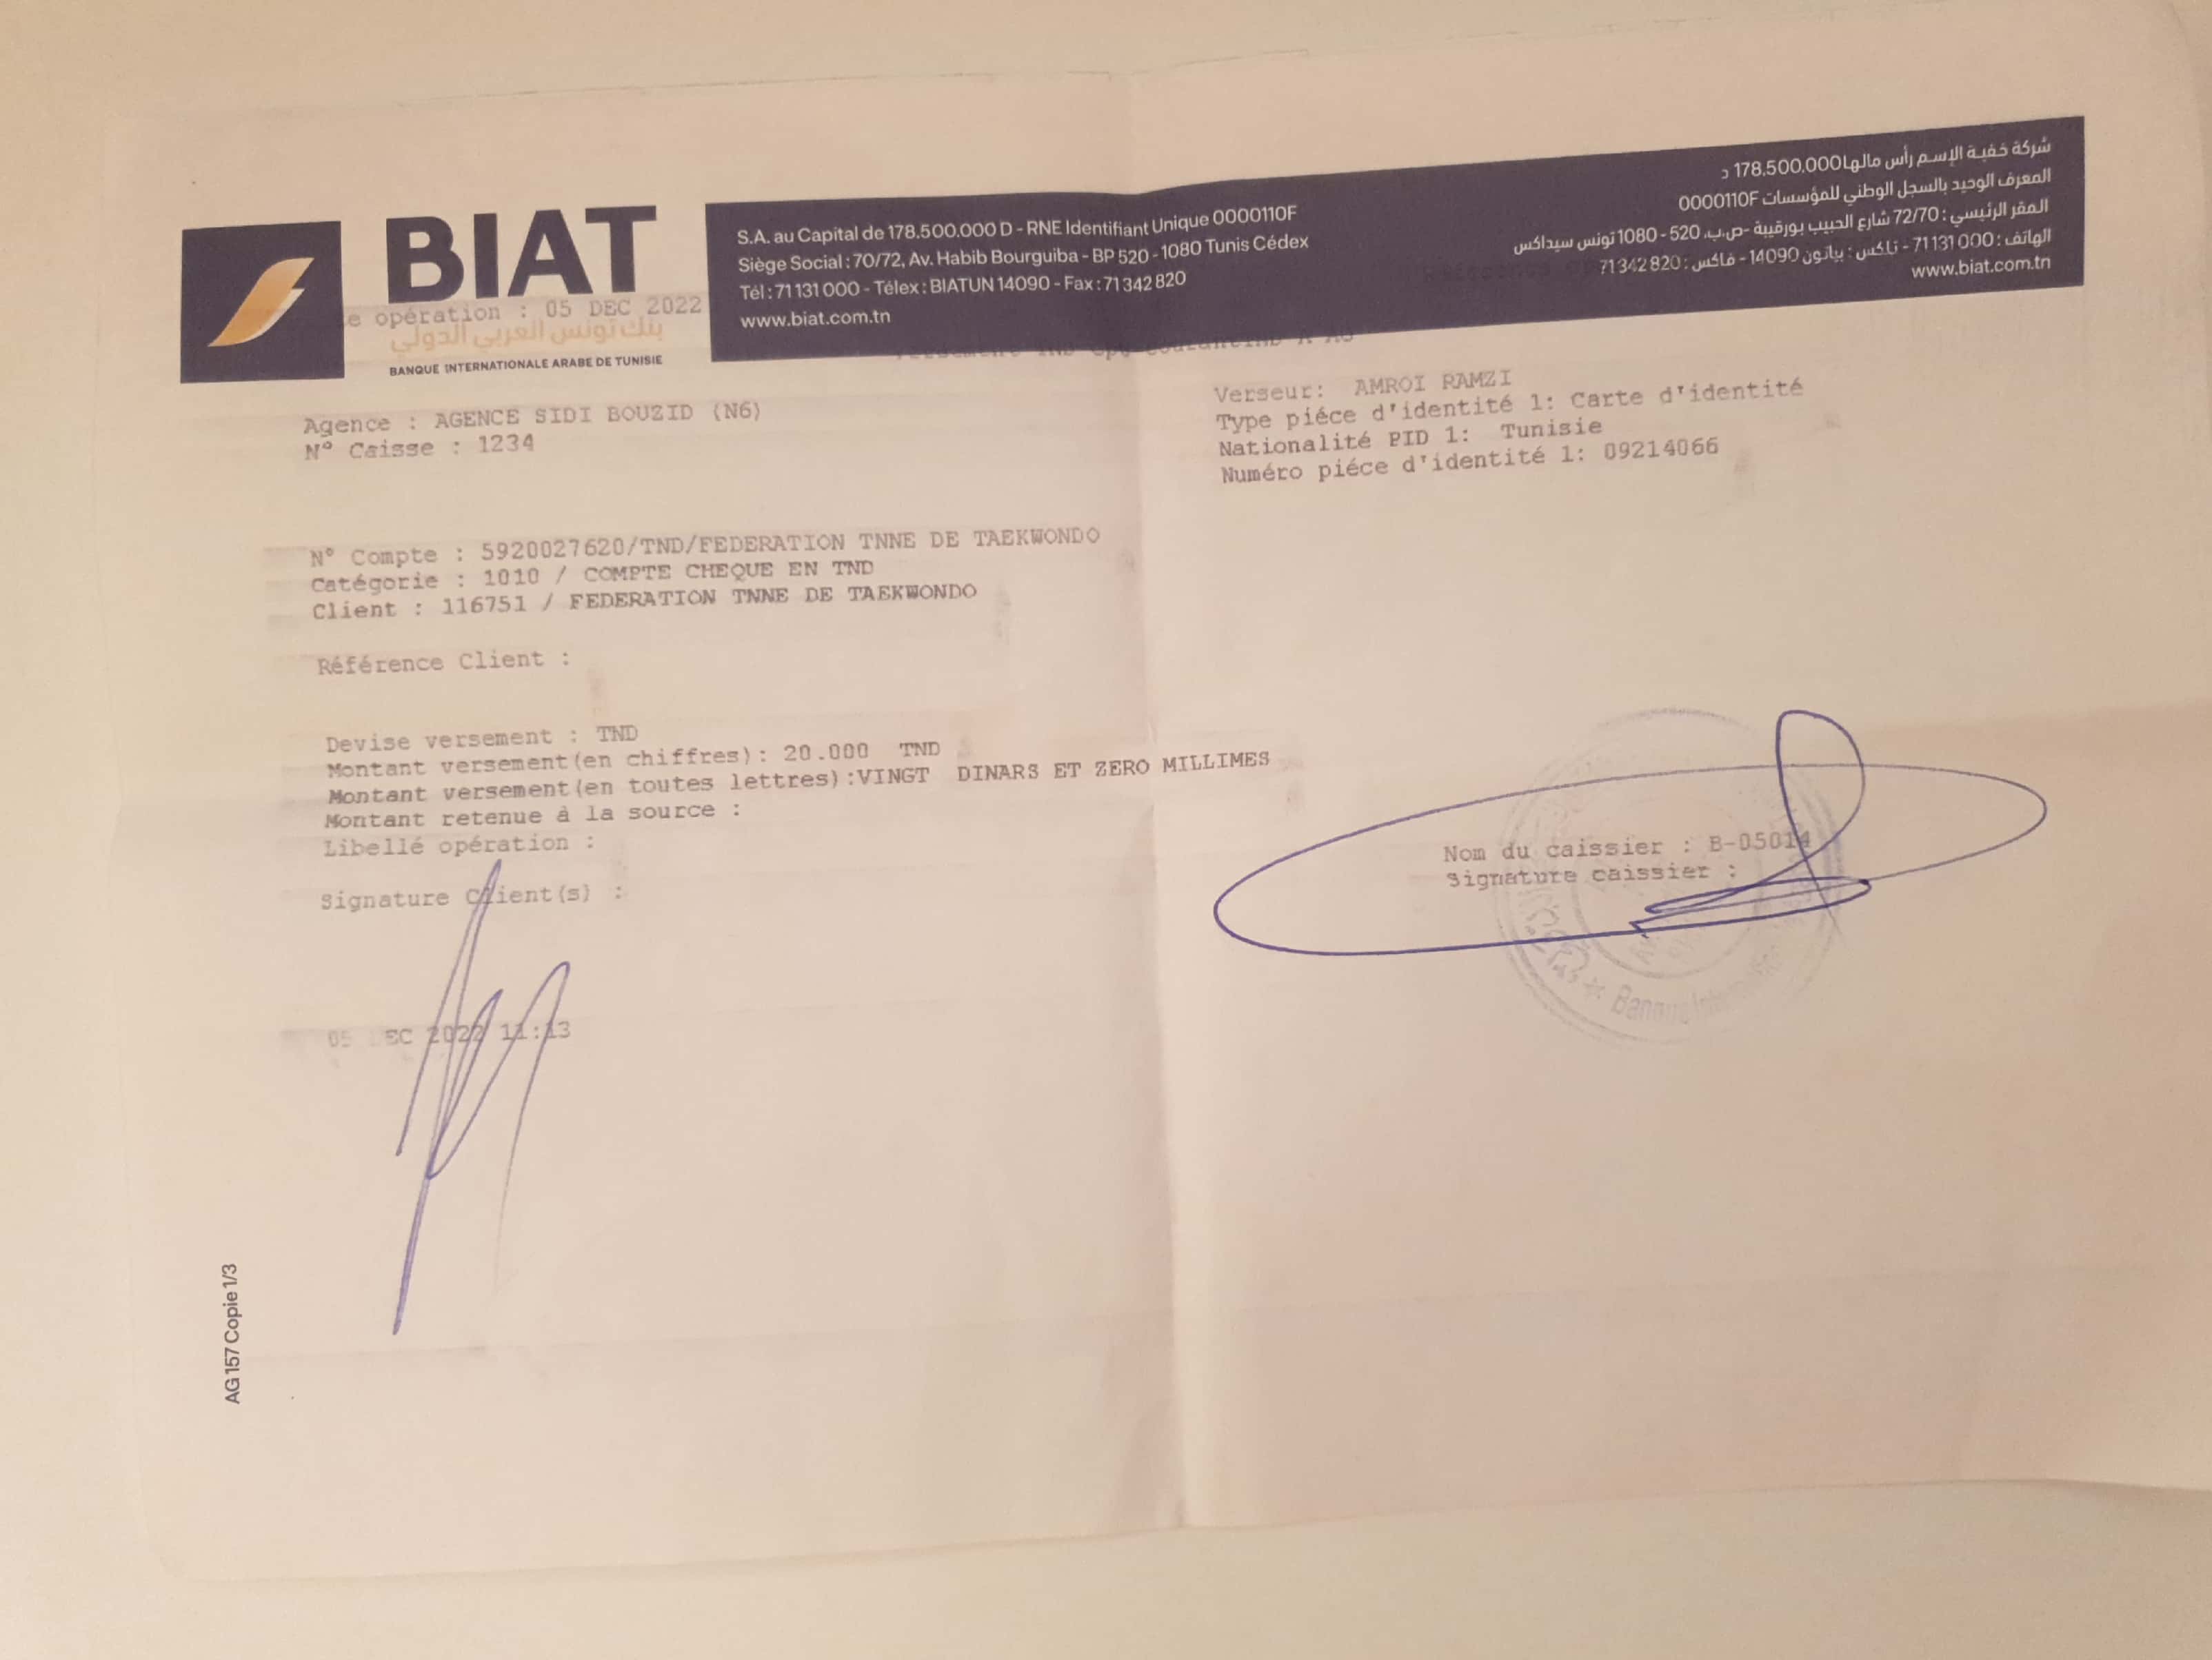 BIAT
e opération : 05 DEC 2022
بنك تونس العربي الدولي
BANQUE INTERNATIONALE ARABE DE TUNISIE
S.A. au Capital de 178.500.000 D - RNE Identifiant Unique 0000110F
Siège Social : 70/72, Av. Habib Bourguiba - BP 520 - 1080 Tunis Cédex
Tél : 71 131 000 - Télex : BIATUN 14090 - Fax : 71 342 820
www.biat.com.tn
شركة خفية الإسم رأس مالها 178.500.000 د
المعرف الوحيد بالسجل الوطني للمؤسسات 0000110F
المقر الرئيسي : 72/70 شارع الحبيب بورقيبة -ص.ب. 520 - 1080 تونس سيداكس
الهاتف : 71 131 000 - تلكس : بياتون 14090 - فاكس : 71 342 820
www.biat.com.tn
Agence : AGENCE SIDI BOUZID (N6)
N° Caisse : 1234
Verseur: AMROI RAMZI
Type piéce d'identité 1: Carte d'identité
Nationalité PID 1: Tunisie
Numéro piéce d'identité 1: 09214066
N° Compte : 5920027620/TND/FEDERATION TNNE DE TAEKWONDO
Catégorie : 1010 / COMPTE CHEQUE EN TND
Client : 116751 / FEDERATION TNNE DE TAEKWONDO
Référence Client :
Devise versement : TND
Montant versement(en chiffres): 20.000 TND
Montant versement(en toutes lettres):VINGT DINARS ET ZERO MILLIMES
Montant retenue à la source :
Libellé opération :
Signature Client(s) :
Nom du caissier : B-05014
Signature caissier :
Banque
05 DEC 2022 11:13
AG 157 Copie 1/3